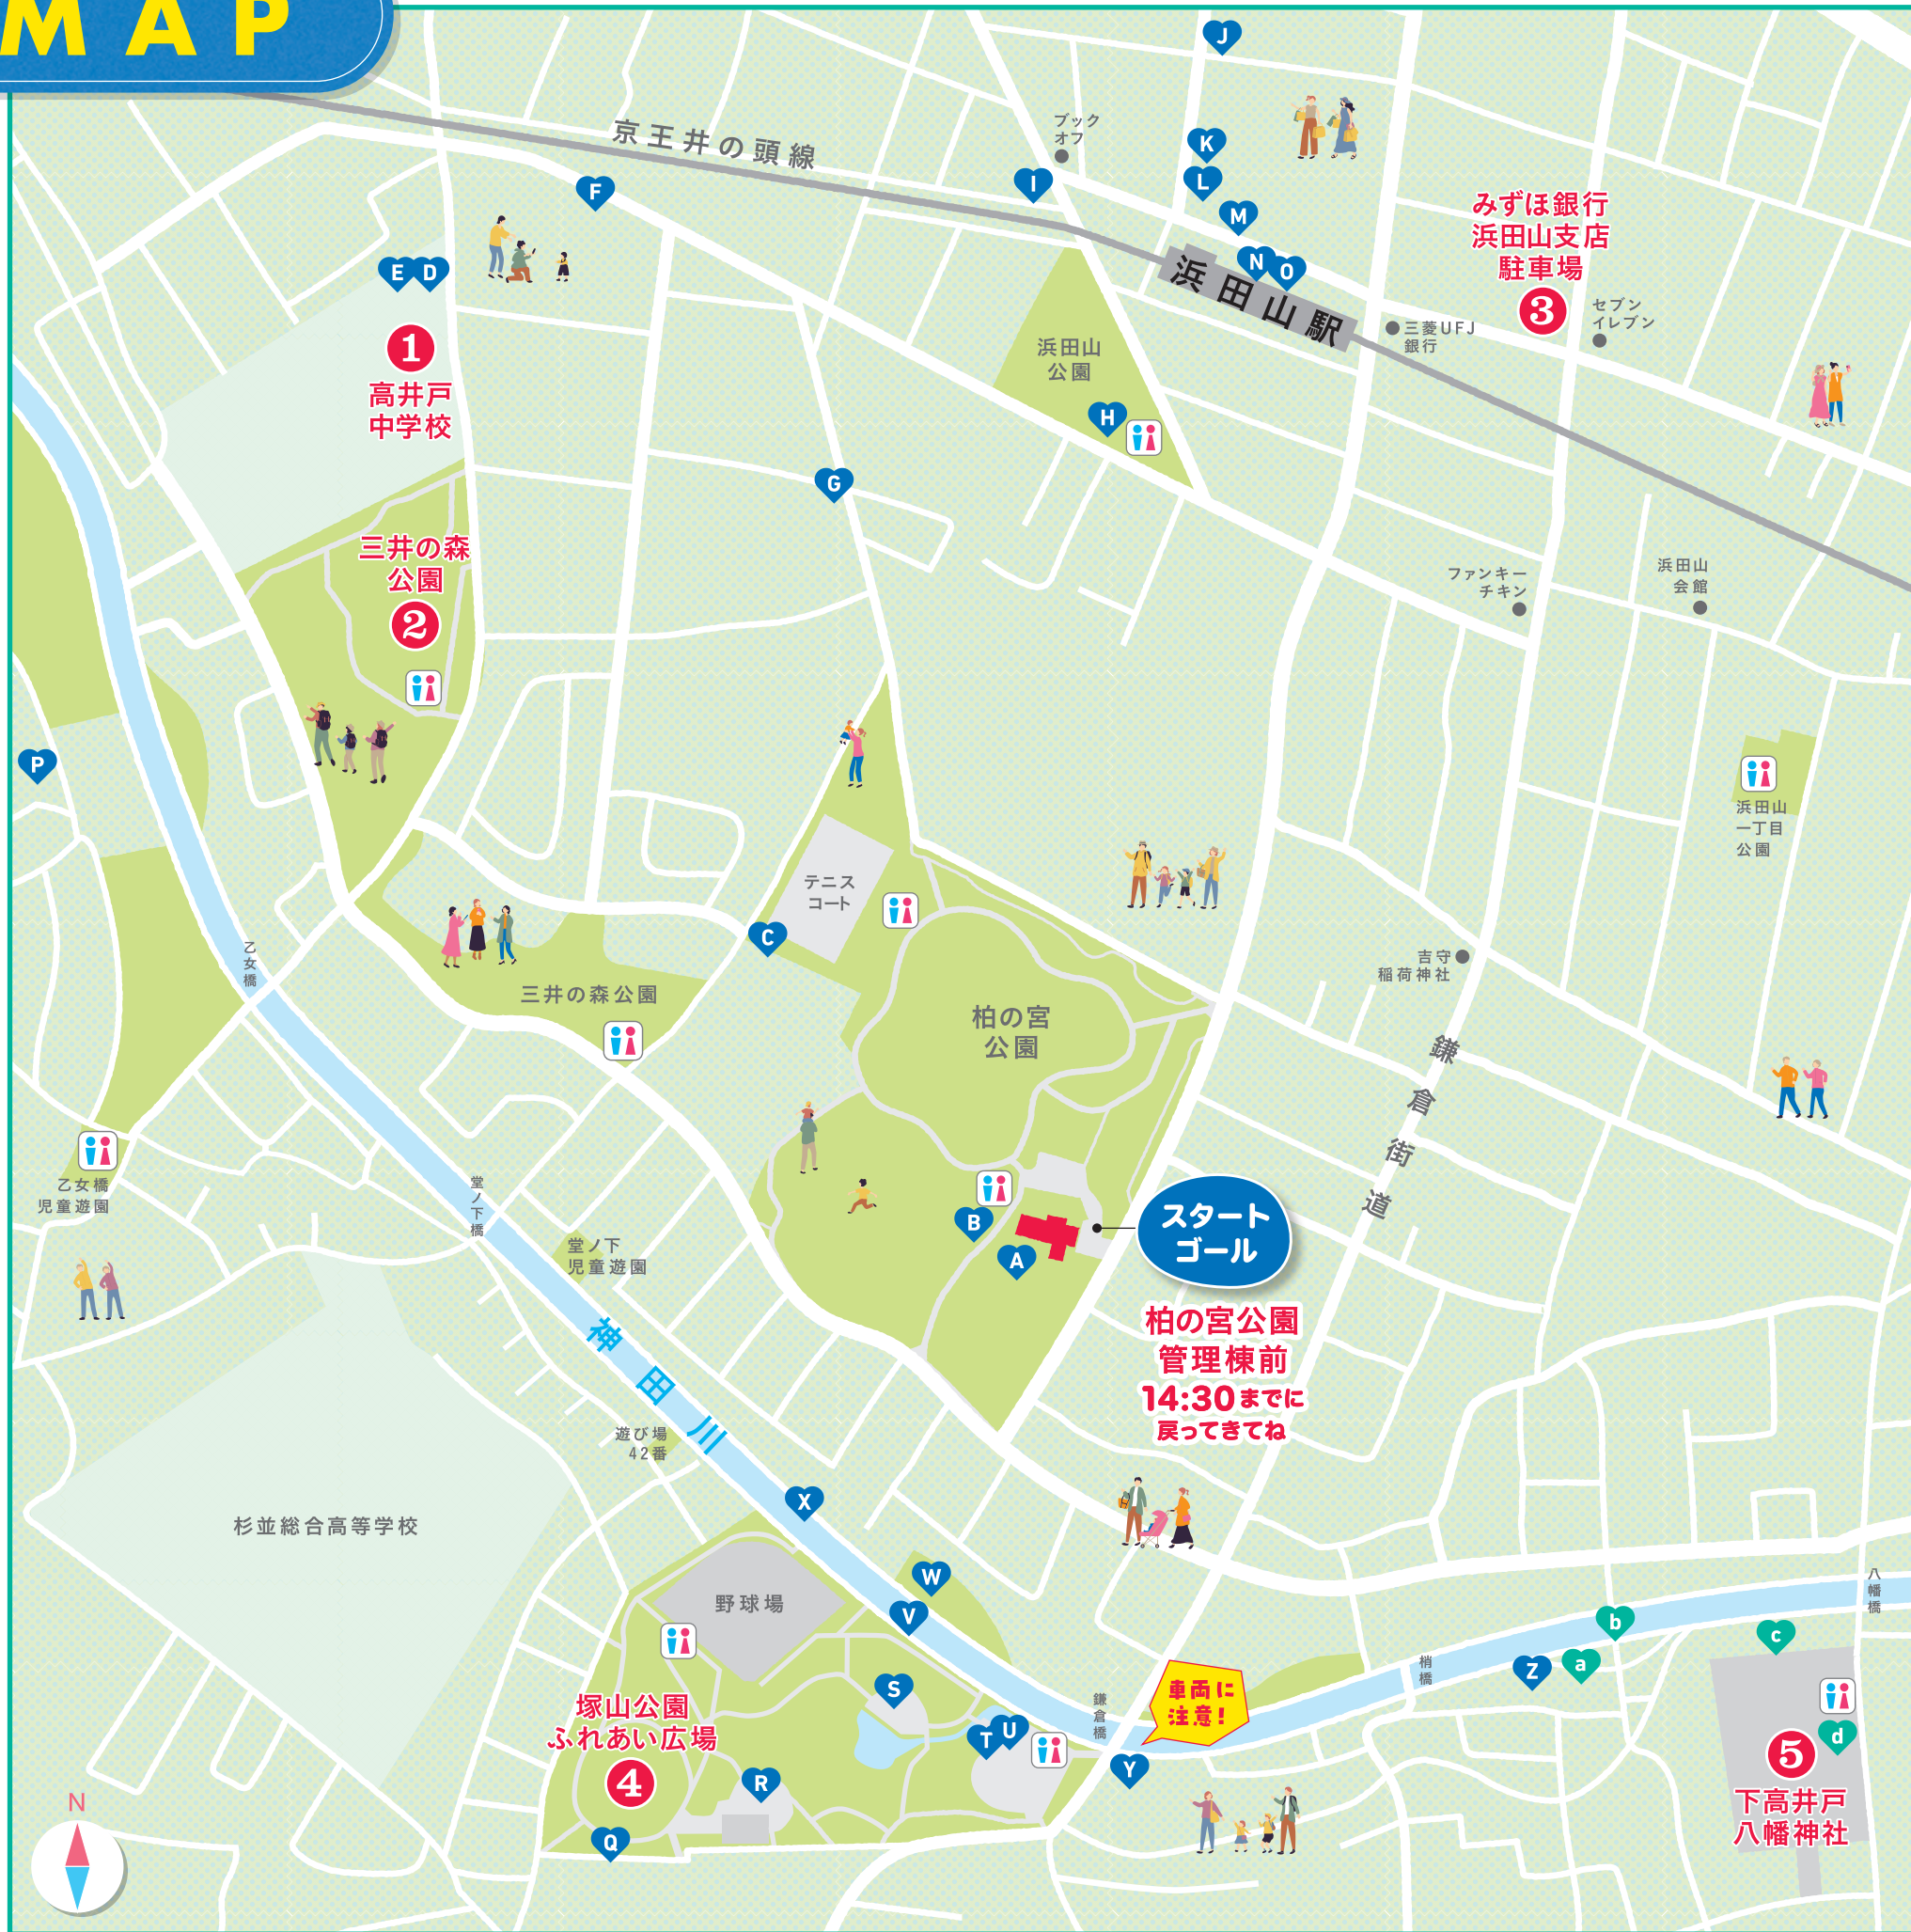 MAP
J
京王井の頭線
ブック
オフ
K
I
L
F
M
みずほ銀行
浜田山支店
駐車場
3
N
O
E
D
浜田山駅
セブン
イレブン
三菱UFJ
銀行
1
高井戸
中学校
浜田山
公園
H
G
三井の森
公園
2
ファンキー
チキン
浜田山
会館
P
浜田山
一丁目
公園
テニス
コート
C
乙女橋
吉守
稲荷神社
三井の森公園
柏の宮
公園
鎌倉街道
乙女橋
児童遊園
堂ノ下橋
B
A
スタート
ゴール
堂ノ下
児童遊園
柏の宮公園
管理棟前
14:30までに
戻ってきてね
神田川
遊び場
42番
杉並総合高等学校
X
野球場
W
V
八幡橋
b
c
梢橋
Z
a
S
車両に
注意!
鎌倉橋
塚山公園
ふれあい広場
4
T
U
Y
R
Q
d
5
下高井戸
八幡神社
N